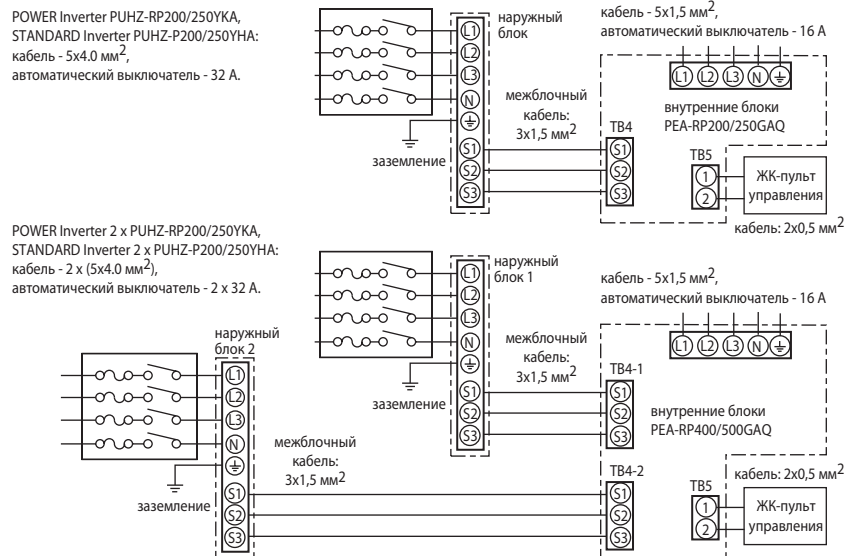 POWER Inverter PUHZ-RP200/250YKA,
STANDARD Inverter PUHZ-P200/250YHA:
кабель - 5x4.0 мм2,
автоматический выключатель - 32 А.
наружный
блок
L1
L2
L3
N
S1
S2
S3
заземление
межблочный
кабель:
3x1,5 мм2
кабель - 5x1,5 мм2,
автоматический выключатель - 16 А
L1 L2 L3 N
внутренние блоки
PEA-RP200/250GAQ
TB4
S1
S2
S3
TB5
1
2
ЖК-пульт
управления
кабель: 2x0,5 мм2
POWER Inverter 2 x PUHZ-RP200/250YKA,
STANDARD Inverter 2 x PUHZ-P200/250YHA:
кабель - 2 x (5x4.0 мм2),
автоматический выключатель - 2 x 32 А.
наружный
блок 1
L1
L2
L3
N
S1
S2
S3
заземление
межблочный
кабель:
3x1,5 мм2
наружный
блок 2
L1
L2
L3
N
S1
S2
S3
заземление
межблочный
кабель:
3x1,5 мм2
кабель - 5x1,5 мм2,
автоматический выключатель - 16 А
L1 L2 L3 N
TB4-1
S1
S2
S3
внутренние блоки
PEA-RP400/500GAQ
TB4-2
S1
S2
S3
TB5
1
2
кабель: 2x0,5 мм2
ЖК-пульт
управления